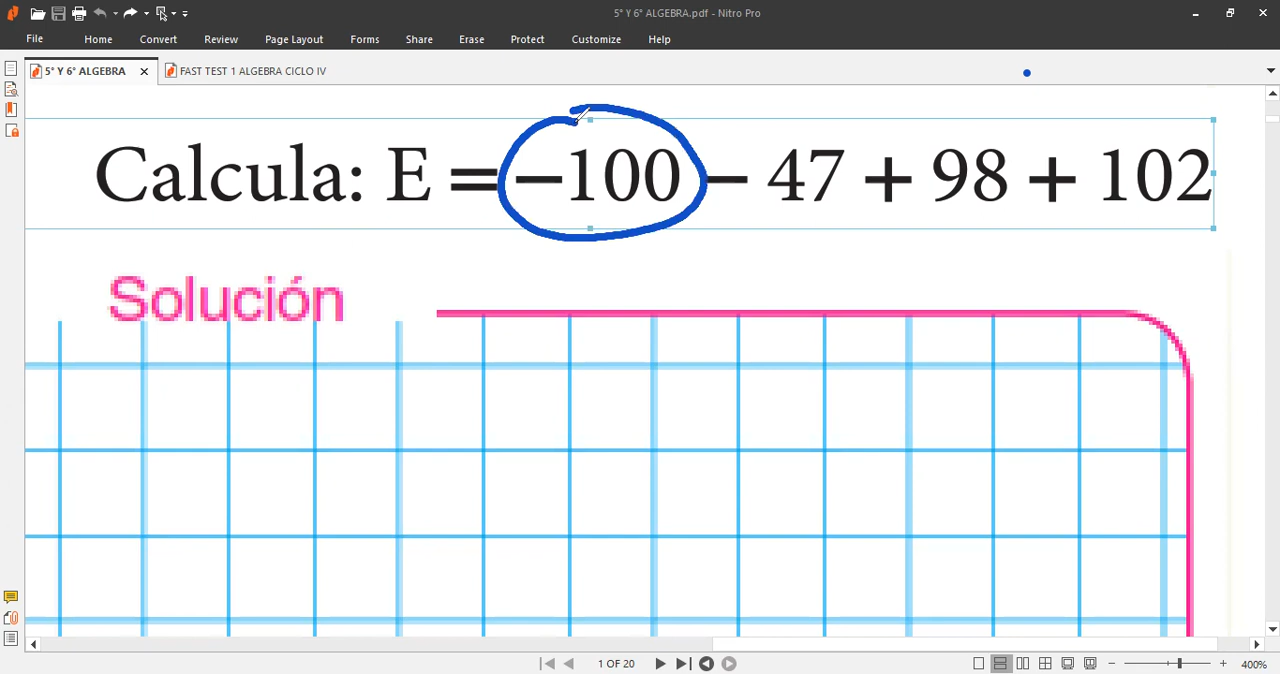 5° Y 6° ALGEBRA.pdf - Nitro Pro
File Home Convert Review Page Layout Forms Share Erase Protect Customize Help
5° Y 6° ALGEBRA FAST TEST 1 ALGEBRA CICLO IV
Calcula: E = −100 − 47 + 98 + 102
Solución
1 OF 20
400%